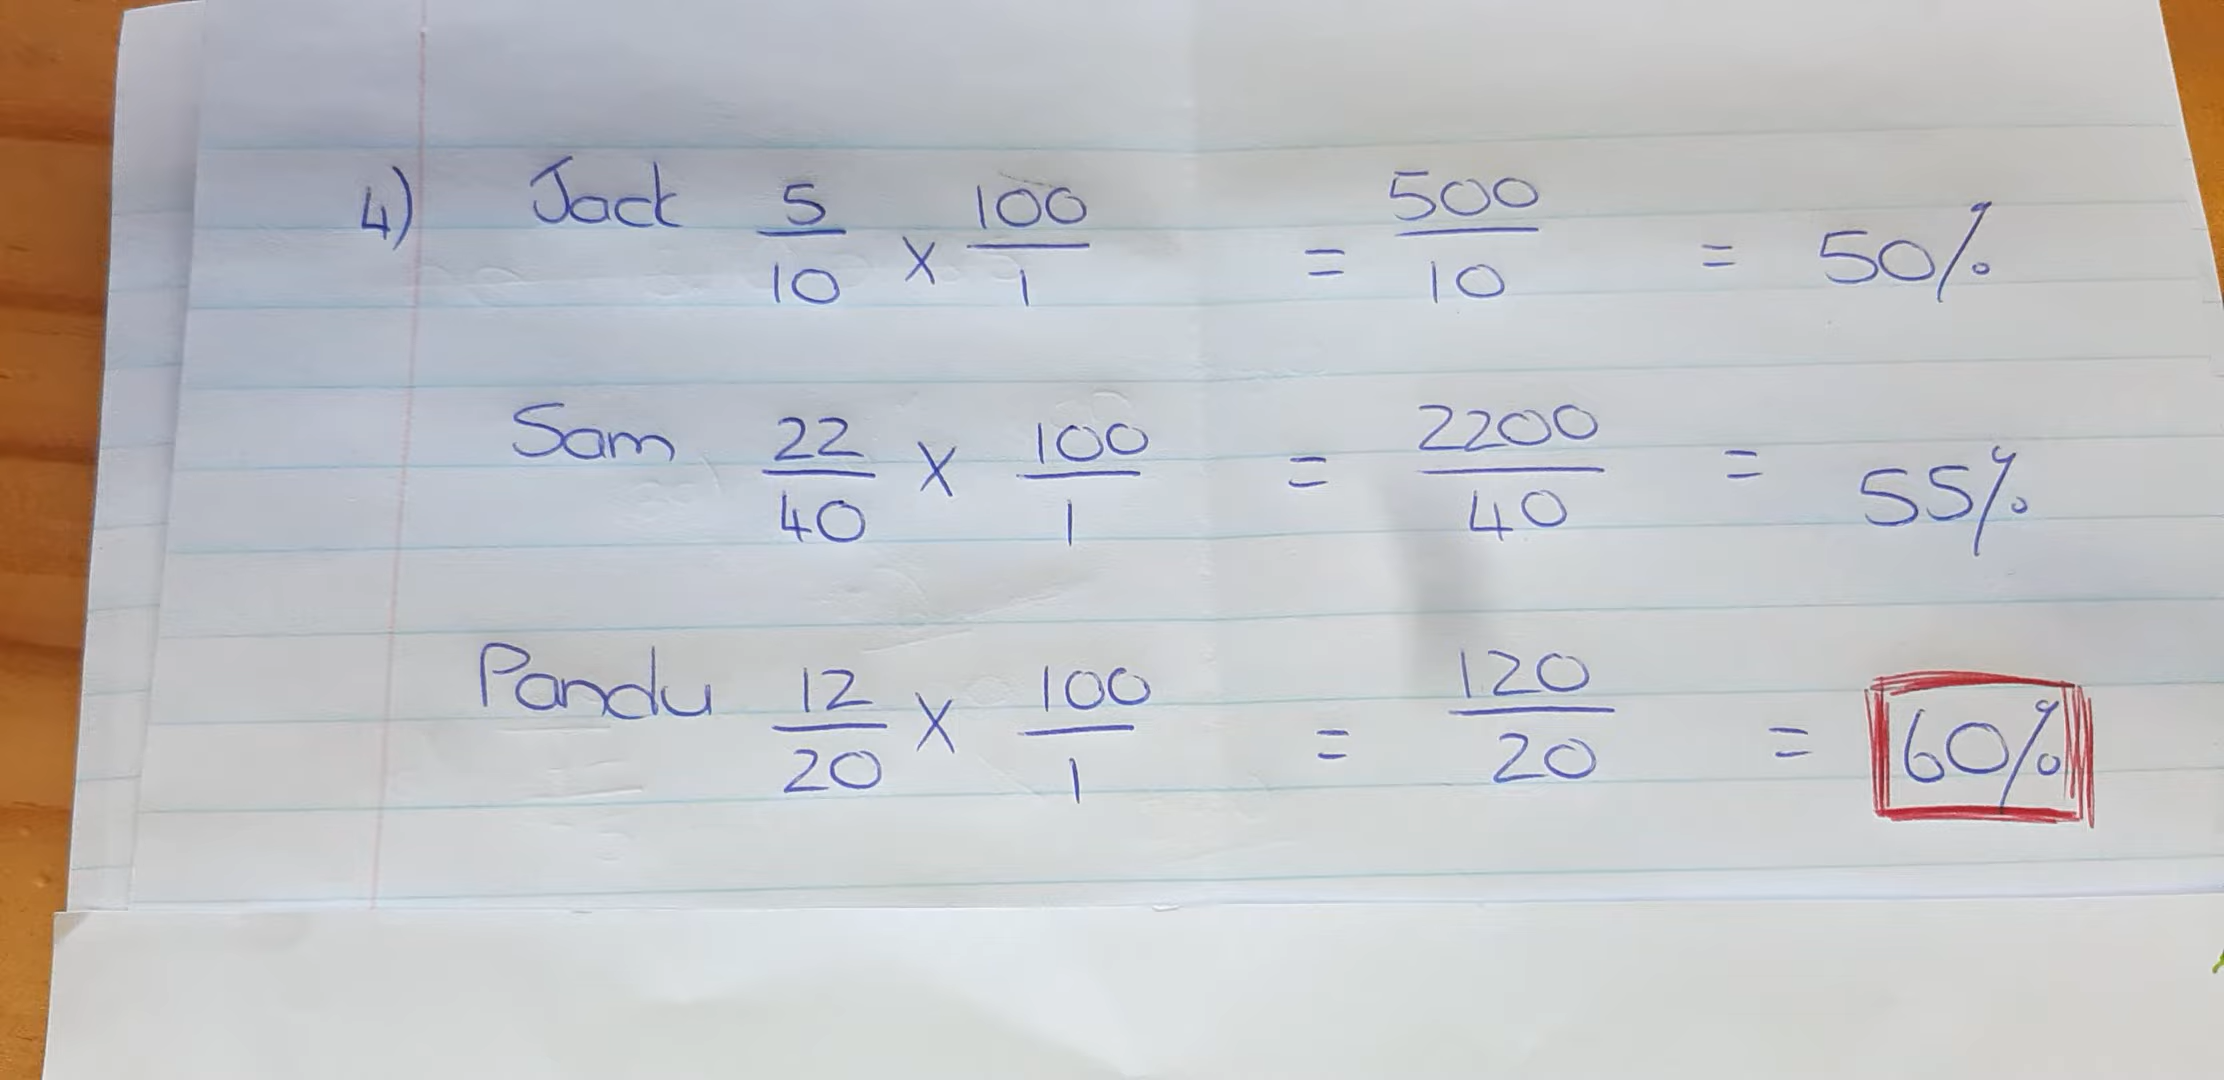 4) Jack 5/10 x 100/1 = 500/10 = 50%
Sam 22/40 x 100/1 = 2200/40 = 55%
Pandu 12/20 x 100/1 = 120/20 = 60%